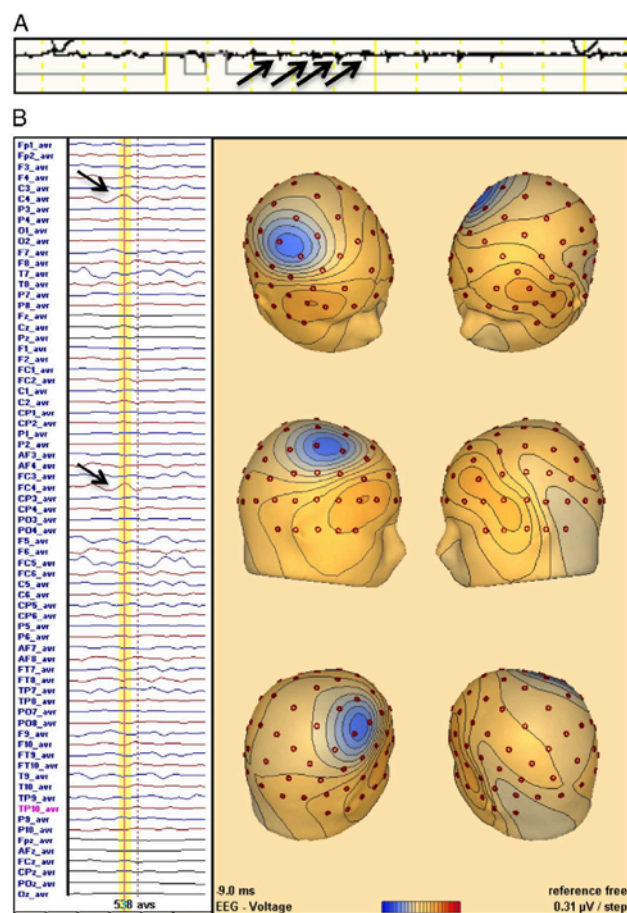 A
B
Fp1_avr
Fp2_avr
F3_avr
F4_avr
C3_avr
C4_avr
P3_avr
P4_avr
O1_avr
O2_avr
F7_avr
F8_avr
T7_avr
T8_avr
P7_avr
P8_avr
Fz_avr
Cz_avr
Pz_avr
F1_avr
F2_avr
FC1_avr
FC2_avr
C1_avr
C2_avr
CP1_avr
CP2_avr
P1_avr
P2_avr
AF3_avr
AF4_avr
FC3_avr
FC4_avr
CP3_avr
CP4_avr
PO3_avr
PO4_avr
F5_avr
F6_avr
FC5_avr
FC6_avr
C5_avr
C6_avr
CP5_avr
CP6_avr
P5_avr
P6_avr
AF7_avr
AF8_avr
FT7_avr
FT8_avr
TP7_avr
TP8_avr
PO7_avr
PO8_avr
F9_avr
F10_avr
FT9_avr
FT10_avr
T9_avr
T10_avr
TP9_avr
TP10_avr
P9_avr
P10_avr
Fpz_avr
AFz_avr
FCz_avr
CPz_avr
POz_avr
Oz_avr
538 avs
-9.0 ms
reference free
EEG - Voltage
0.31 µV / step